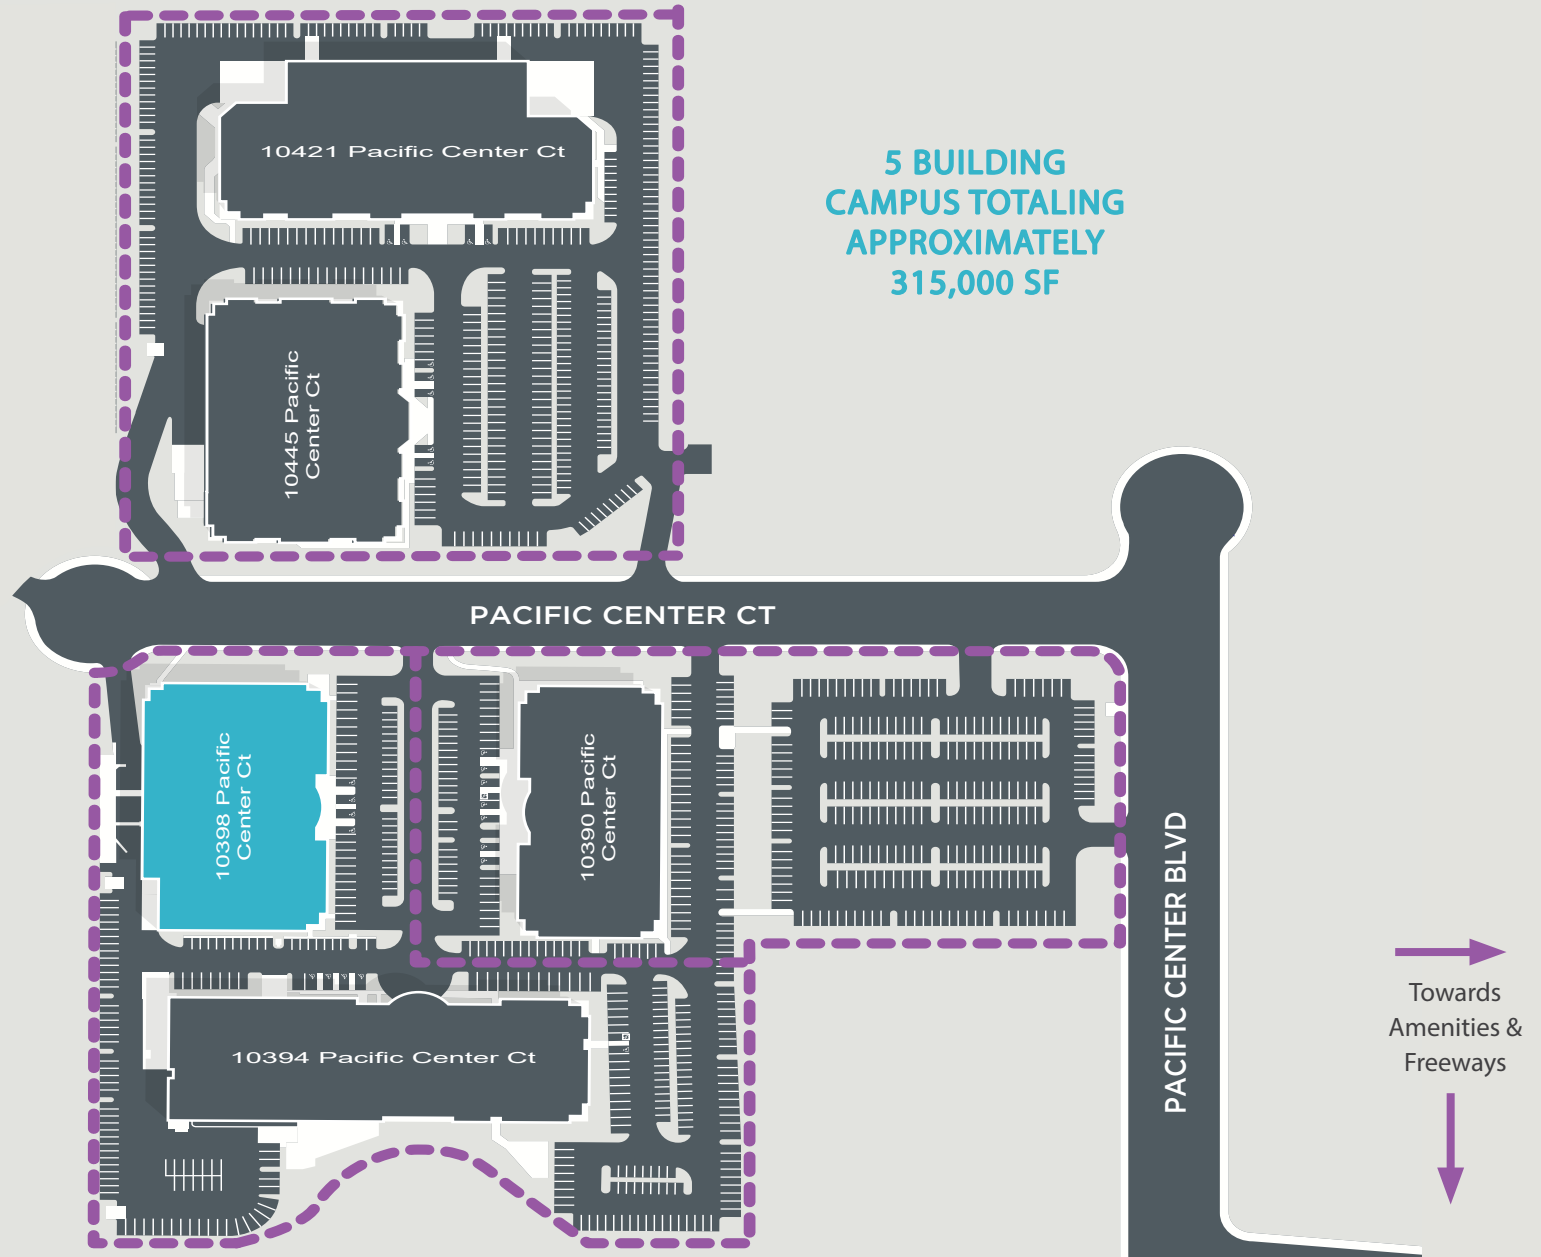 10421 Pacific Center Ct
5 BUILDING
CAMPUS TOTALING
APPROXIMATELY
315,000 SF
10445 Pacific
Center Ct
PACIFIC CENTER CT
10398 Pacific
Center Ct
10390 Pacific
Center Ct
PACIFIC CENTER BLVD
Towards
Amenities &
Freeways
10394 Pacific Center Ct